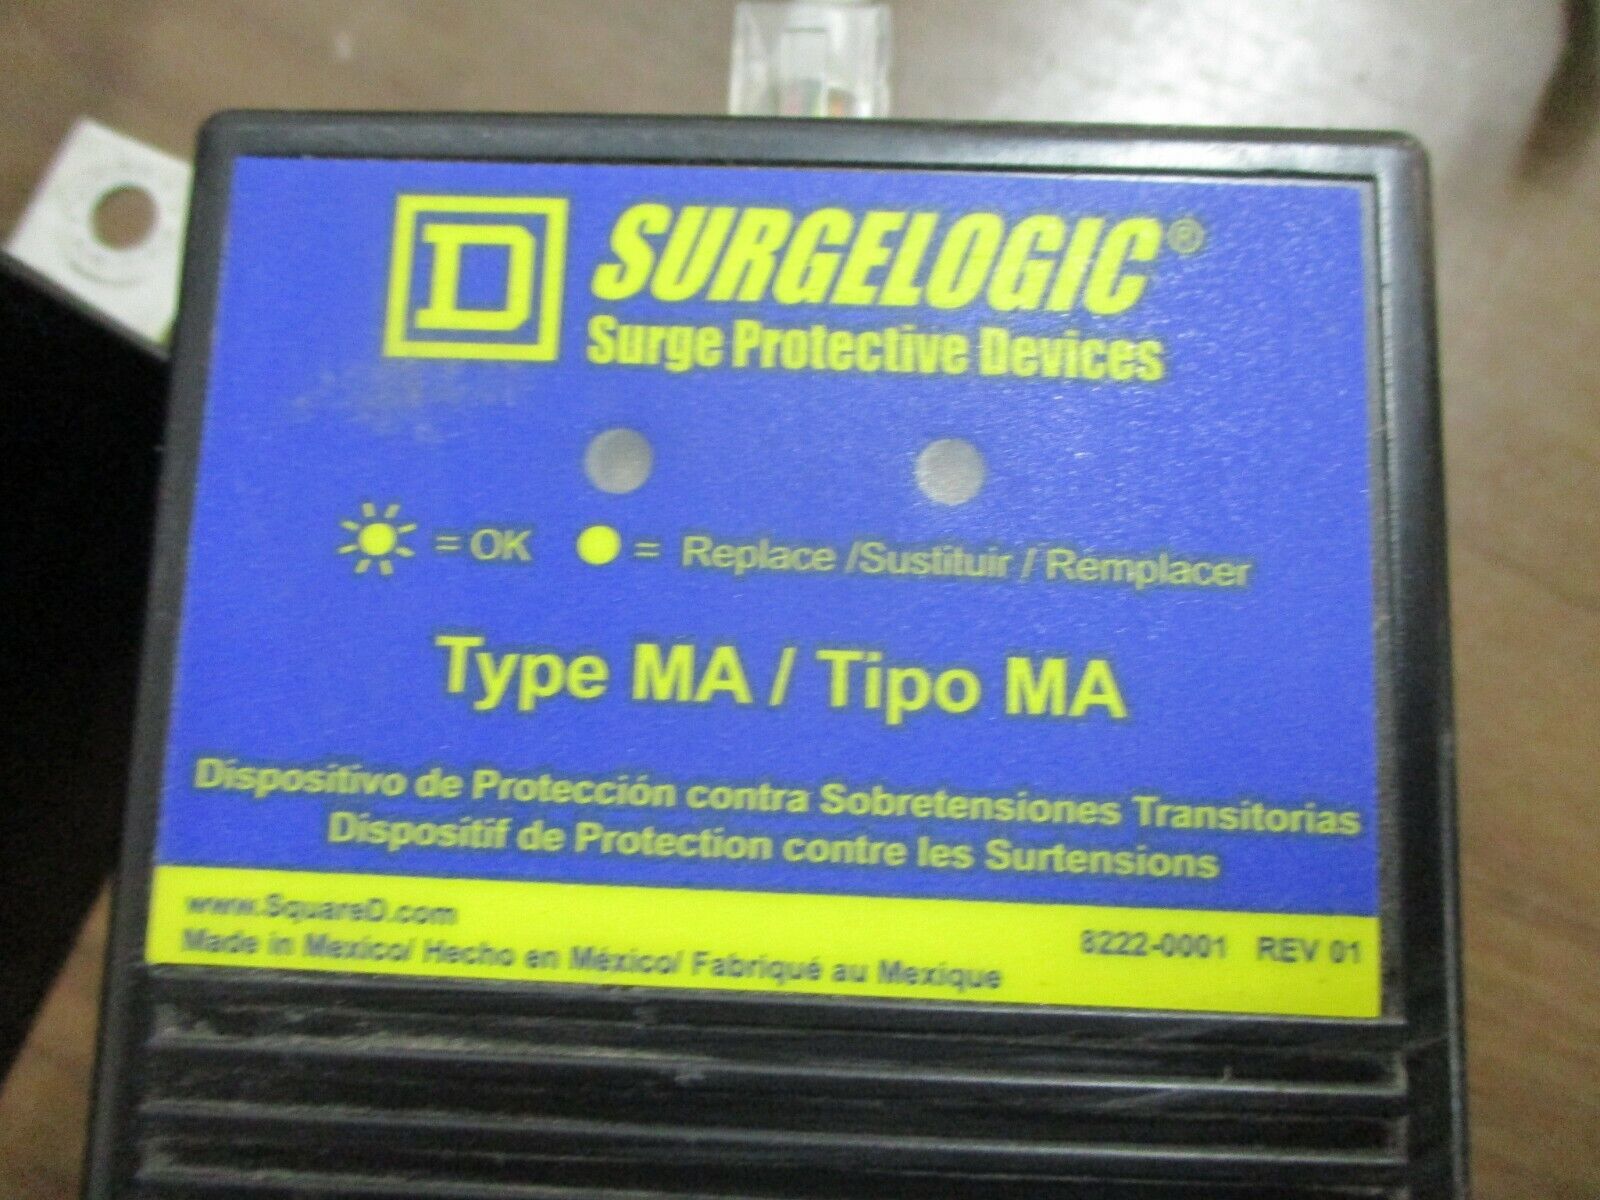 D SURGELOGIC®
Surge Protective Devices
= OK = Replace /Sustituir / Remplacer
Type MA / Tipo MA
Dispositivo de Protección contra Sobretensiones Transitorias
Dispositif de Protection contre les Surtensions
www.SquareD.com
Made in Mexico/ Hecho en México/ Fabriqué au Mexique
8222-0001 REV 01